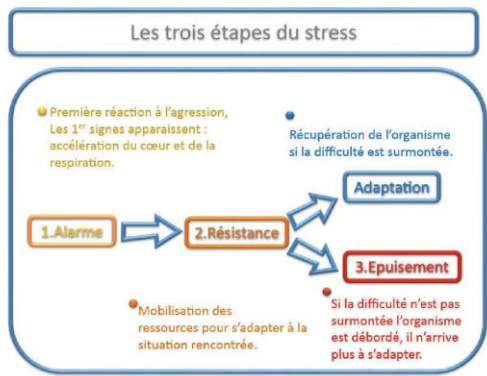 Les trois étapes du stress
Première réaction à l'agression,
Les 1er signes apparaissent :
accélération du cœur et de la
respiration.
Récupération de l'organisme
si la difficulté est surmontée.
Adaptation
1.Alarme
2.Résistance
3.Epuisement
Mobilisation des
ressources pour s'adapter à la
situation rencontrée.
Si la difficulté n'est pas
surmontée l'organisme
est débordé, il n'arrive
plus à s'adapter.